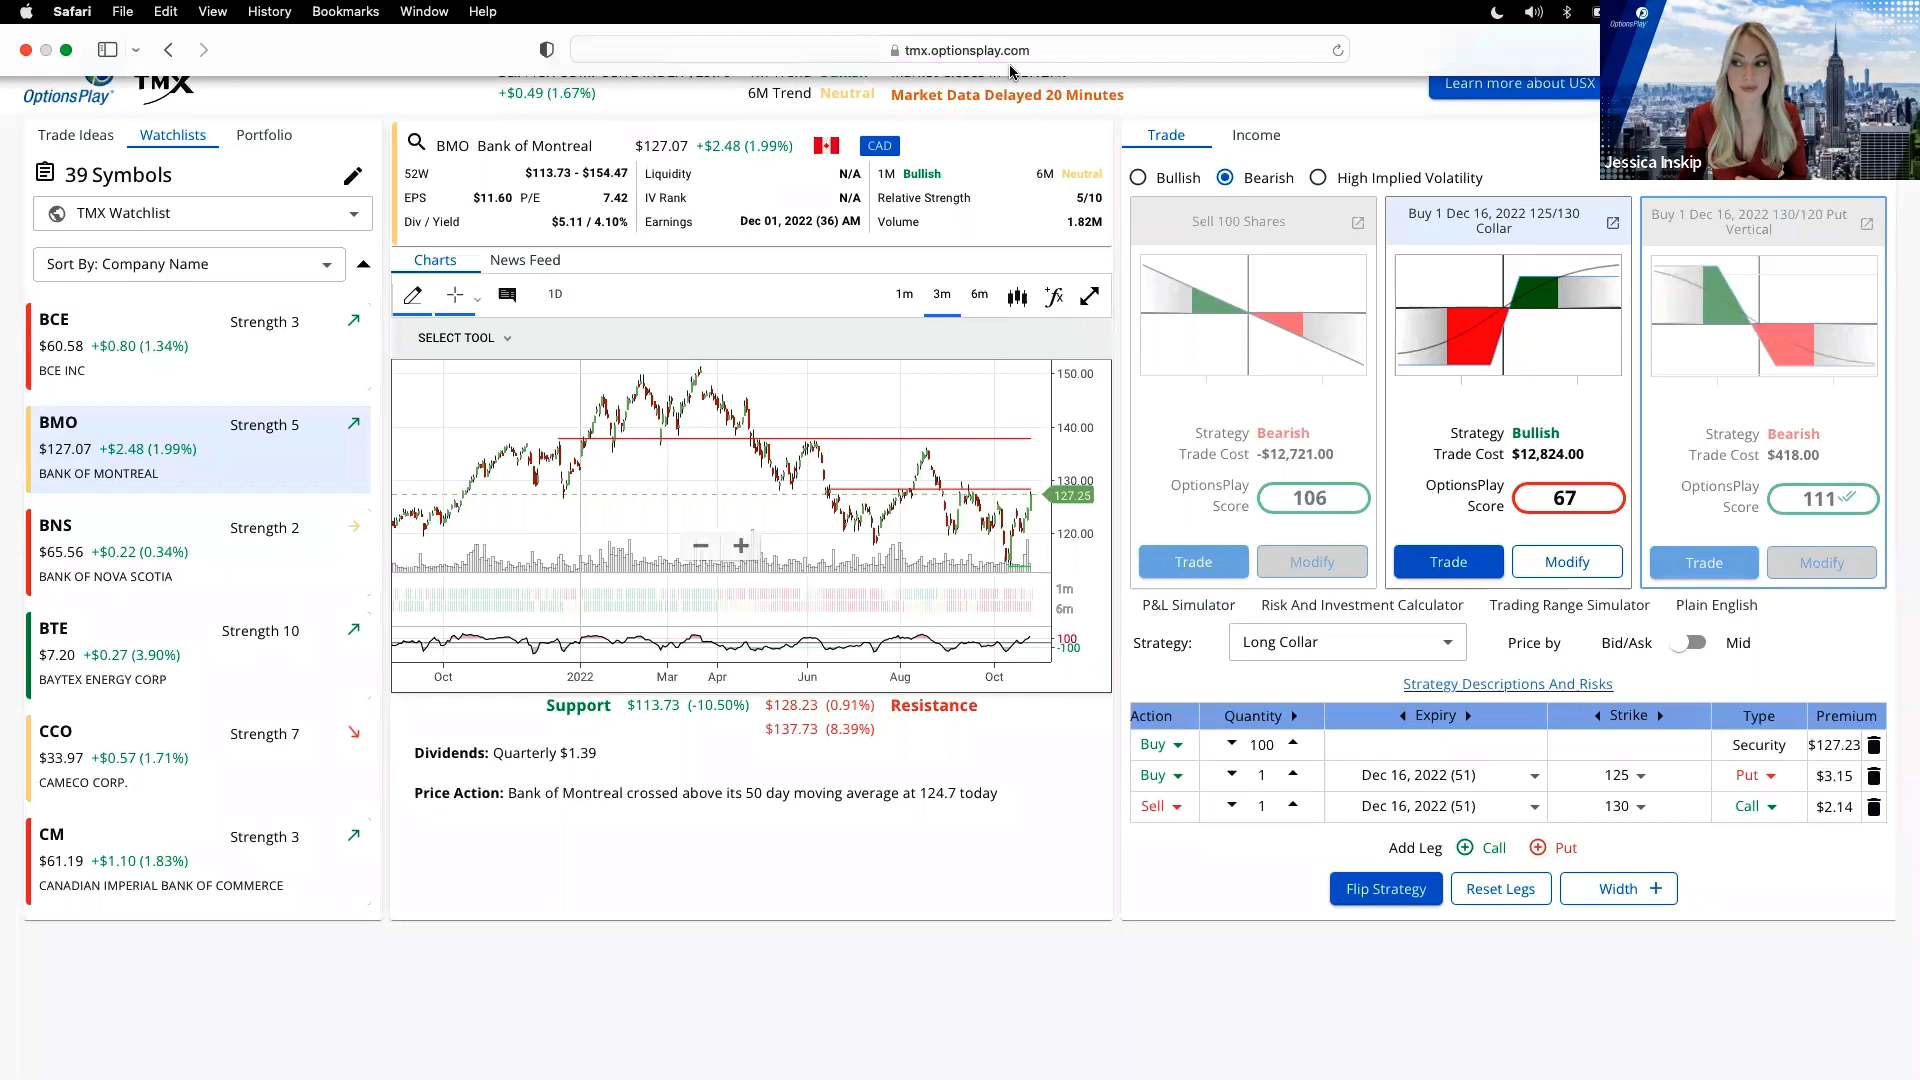 Safari File Edit View History Bookmarks Window Help
tmx.optionsplay.com
OptionsPlay
Jessica Inskip
OptionsPlay TMX
+$0.49 (1.67%)
6M Trend Neutral
Market Data Delayed 20 Minutes
Learn more about USX
Trade Ideas Watchlists Portfolio
39 Symbols
TMX Watchlist
Sort By: Company Name
BCE Strength 3
$60.58 +$0.80 (1.34%)
BCE INC
BMO Strength 5
$127.07 +$2.48 (1.99%)
BANK OF MONTREAL
BNS Strength 2
$65.56 +$0.22 (0.34%)
BANK OF NOVA SCOTIA
BTE Strength 10
$7.20 +$0.27 (3.90%)
BAYTEX ENERGY CORP
CCO Strength 7
$33.97 +$0.57 (1.71%)
CAMECO CORP.
CM Strength 3
$61.19 +$1.10 (1.83%)
CANADIAN IMPERIAL BANK OF COMMERCE
BMO Bank of Montreal $127.07 +$2.48 (1.99%) CAD
52W $113.73 - $154.47 Liquidity N/A 1M Bullish 6M Neutral
EPS $11.60 P/E 7.42 IV Rank N/A Relative Strength 5/10
Div / Yield $5.11 / 4.10% Earnings Dec 01, 2022 (36) AM Volume 1.82M
Charts News Feed
1D 1m 3m 6m fx
SELECT TOOL
150.00
140.00
130.00
127.25
120.00
1m
6m
100
-100
Oct 2022 Mar Apr Jun Aug Oct
Support $113.73 (-10.50%) $128.23 (0.91%) Resistance
$137.73 (8.39%)
Dividends: Quarterly $1.39
Price Action: Bank of Montreal crossed above its 50 day moving average at 124.7 today
Trade Income
Bullish Bearish High Implied Volatility
Sell 100 Shares
Strategy Bearish
Trade Cost -$12,721.00
OptionsPlay
Score
106
Trade Modify
Buy 1 Dec 16, 2022 125/130
Collar
Strategy Bullish
Trade Cost $12,824.00
OptionsPlay
Score
67
Trade Modify
Buy 1 Dec 16, 2022 130/120 Put
Vertical
Strategy Bearish
Trade Cost $418.00
OptionsPlay
Score
111
Trade Modify
P&L Simulator Risk And Investment Calculator Trading Range Simulator Plain English
Strategy: Long Collar Price by Bid/Ask Mid
Strategy Descriptions And Risks
Action Quantity Expiry Strike Type Premium
Buy 100 Security $127.23
Buy 1 Dec 16, 2022 (51) 125 Put $3.15
Sell 1 Dec 16, 2022 (51) 130 Call $2.14
Add Leg Call Put
Flip Strategy Reset Legs Width +